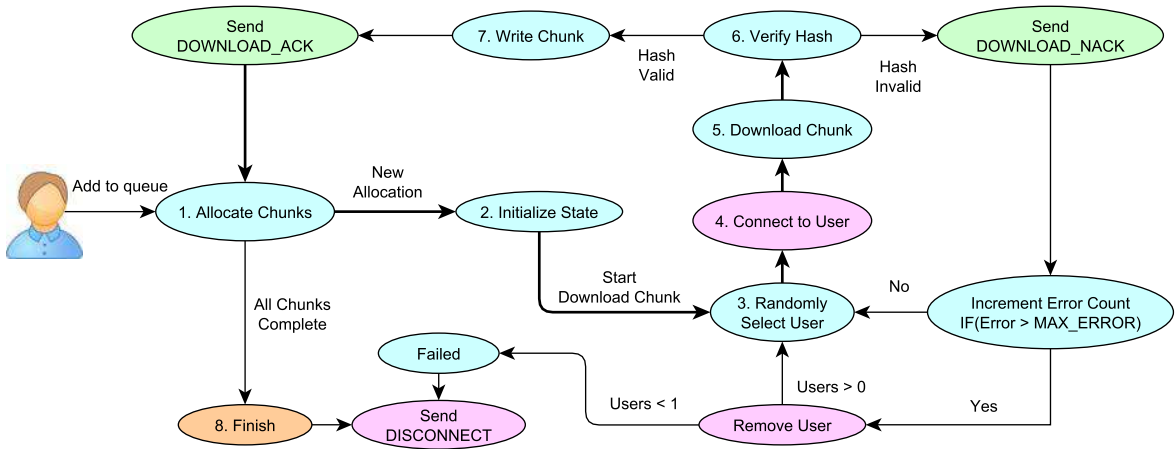 Send
DOWNLOAD_ACK
7. Write Chunk
6. Verify Hash
Send
DOWNLOAD_NACK
Hash
Valid
Hash
Invalid
5. Download Chunk
Add to queue
1. Allocate Chunks
New
Allocation
2. Initialize State
4. Connect to User
Start
Download Chunk
3. Randomly
Select User
No
Increment Error Count
IF(Error > MAX_ERROR)
All Chunks
Complete
Failed
Users < 1
Users > 0
Yes
8. Finish
Send
DISCONNECT
Remove User